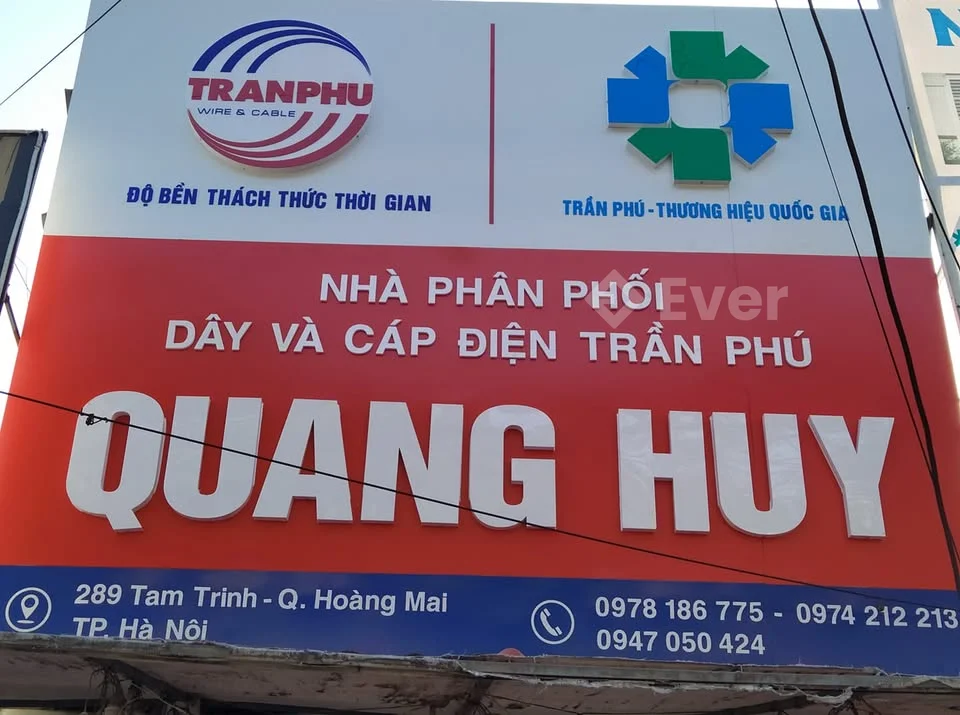 TRANPHU
WIRE & CABLE
ĐỘ BỀN THÁCH THỨC THỜI GIAN
TRẦN PHÚ - THƯƠNG HIỆU QUỐC GIA
NHÀ PHÂN PHỐI
Ever
DÂY VÀ CÁP ĐIỆN TRẦN PHÚ
QUANG HUY
289 Tam Trinh - Q. Hoàng Mai
TP. Hà Nội
0978 186 775 - 0974 212 213
0947 050 424